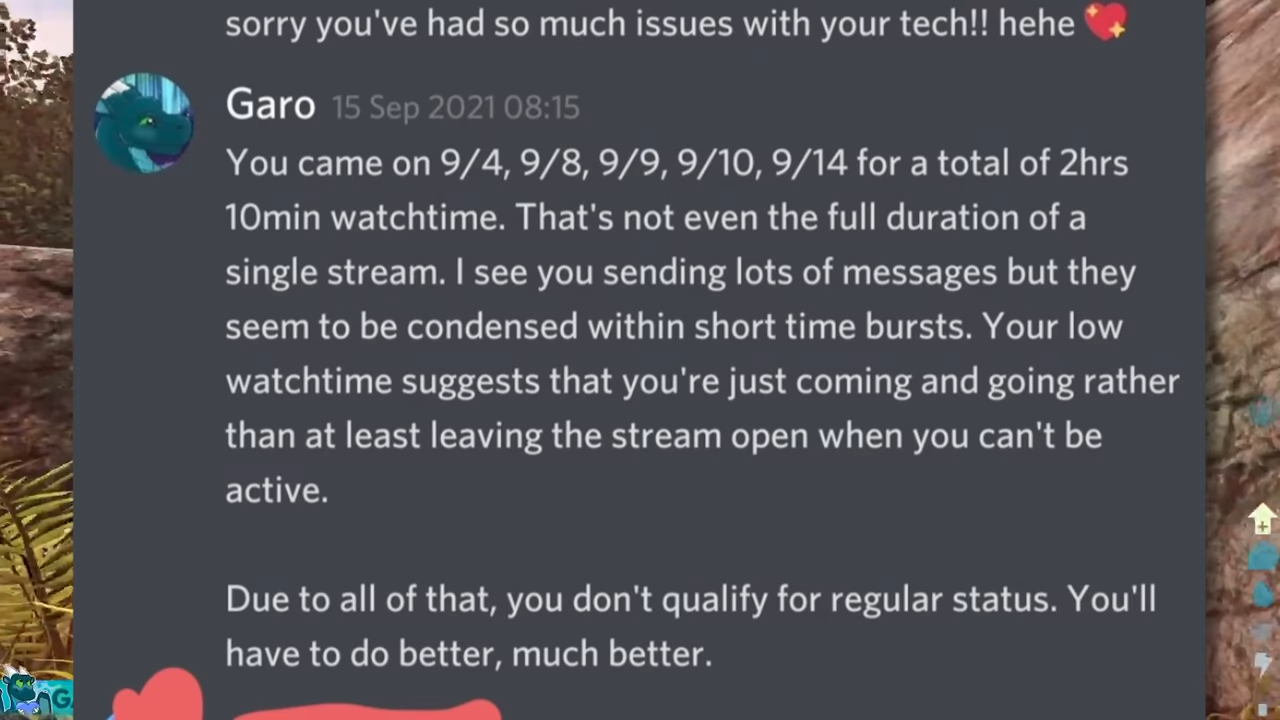 sorry you've had so much issues with your tech!! hehe 💖
Garo 15 Sep 2021 08:15
You came on 9/4, 9/8, 9/9, 9/10, 9/14 for a total of 2hrs
10min watchtime. That's not even the full duration of a
single stream. I see you sending lots of messages but they
seem to be condensed within short time bursts. Your low
watchtime suggests that you're just coming and going rather
than at least leaving the stream open when you can't be
active.
Due to all of that, you don't qualify for regular status. You'll
have to do better, much better.